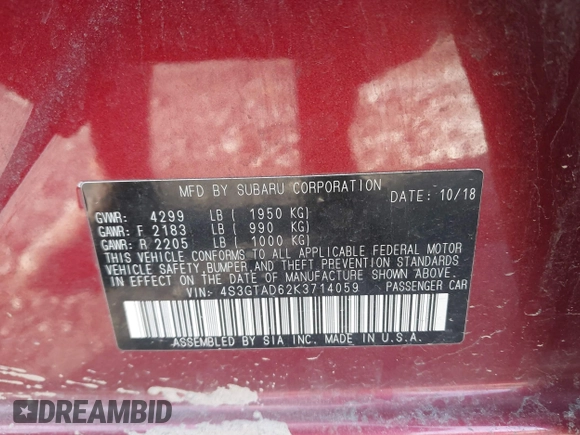 MFD BY SUBARU CORPORATION
DATE: 10/18
GVWR: 4299 LB ( 1950 KG)
GAWR: F 2183 LB ( 990 KG)
GAWR: R 2205 LB ( 1000 KG)
THIS VEHICLE CONFORMS TO ALL APPLICABLE FEDERAL MOTOR
VEHICLE SAFETY, BUMPER, AND THEFT PREVENTION STANDARDS
IN EFFECT ON THE DATE OF MANUFACTURE SHOWN ABOVE.
VIN: 4S3GTAD62K3714059 PASSENGER CAR
ASSEMBLED BY SIA INC. MADE IN U.S.A.
DREAMBID